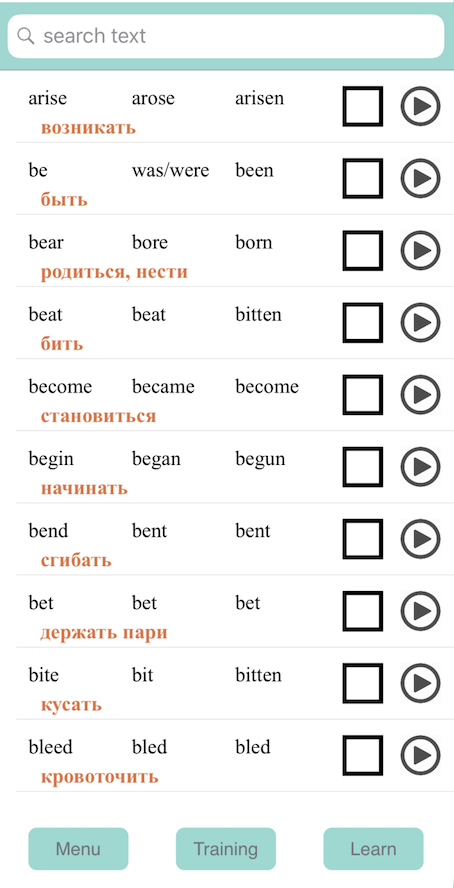 search text
arise arose arisen
возникать
be was/were been
быть
bear bore born
родиться, нести
beat beat bitten
бить
become became become
становиться
begin began begun
начинать
bend bent bent
сгибать
bet bet bet
держать пари
bite bit bitten
кусать
bleed bled bled
кровоточить
Menu Training Learn